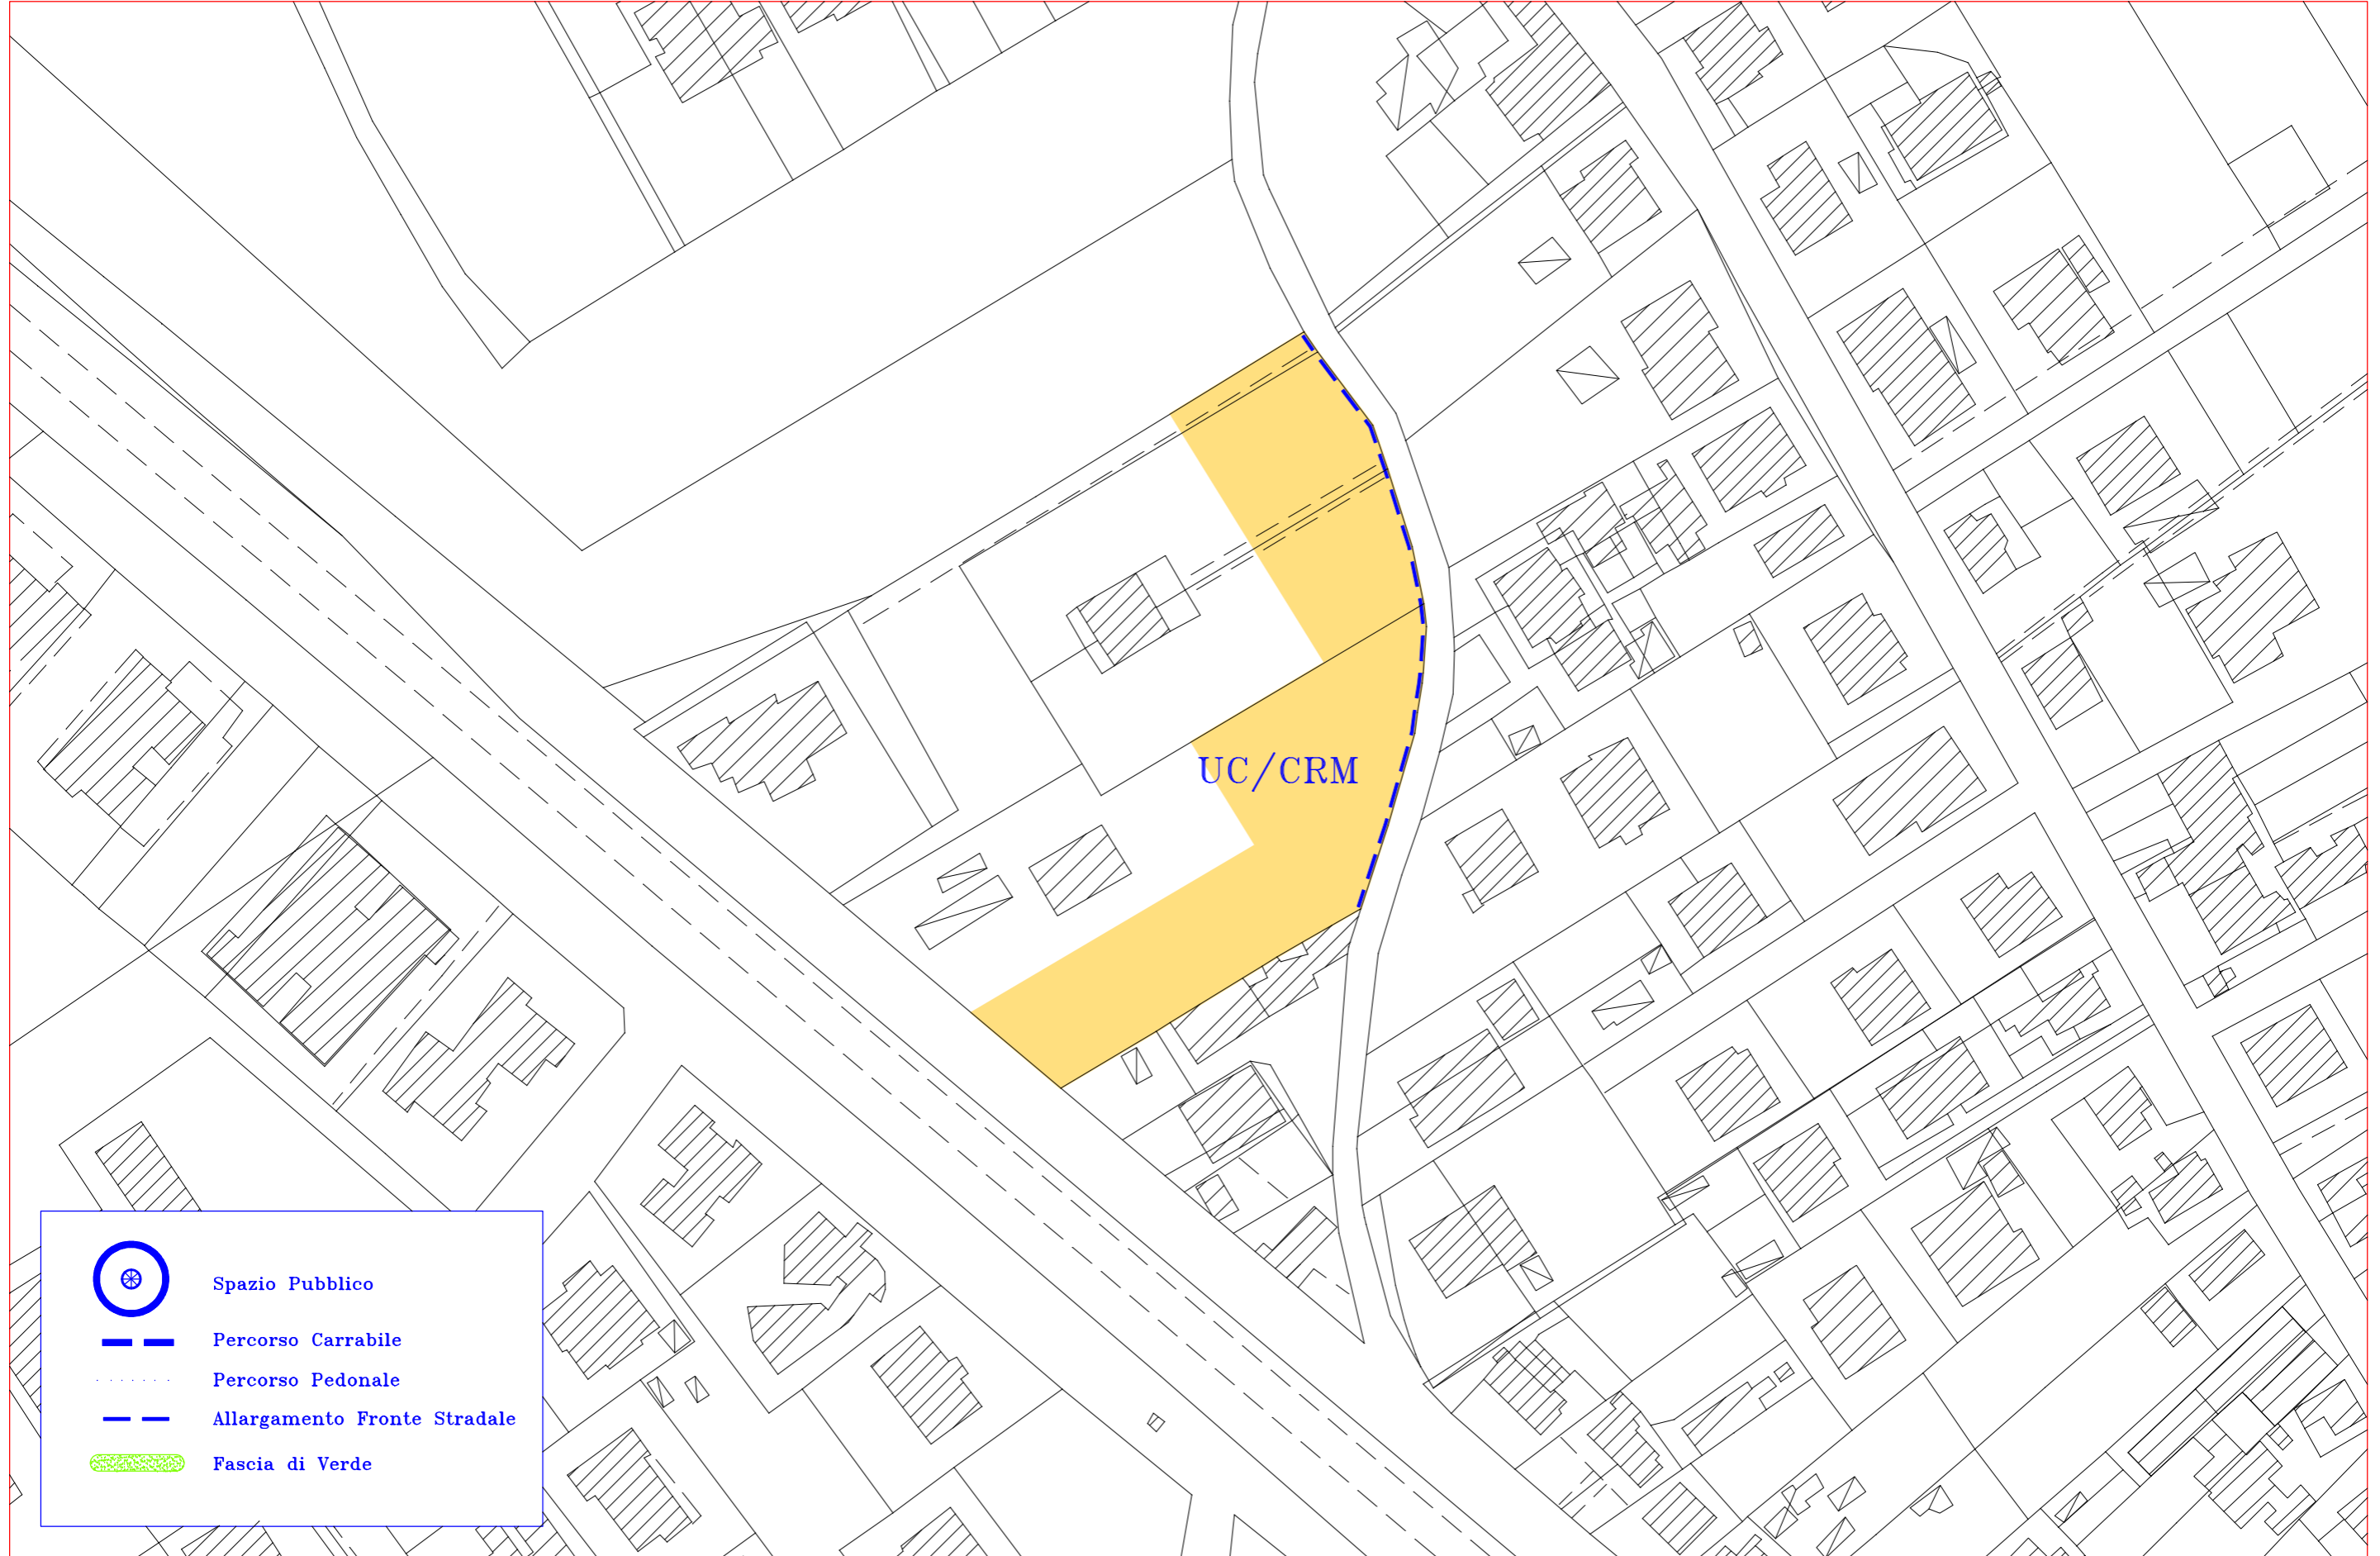 UC/CRM
Spazio Pubblico
Percorso Carrabile
Percorso Pedonale
Allargamento Fronte Stradale
Fascia di Verde